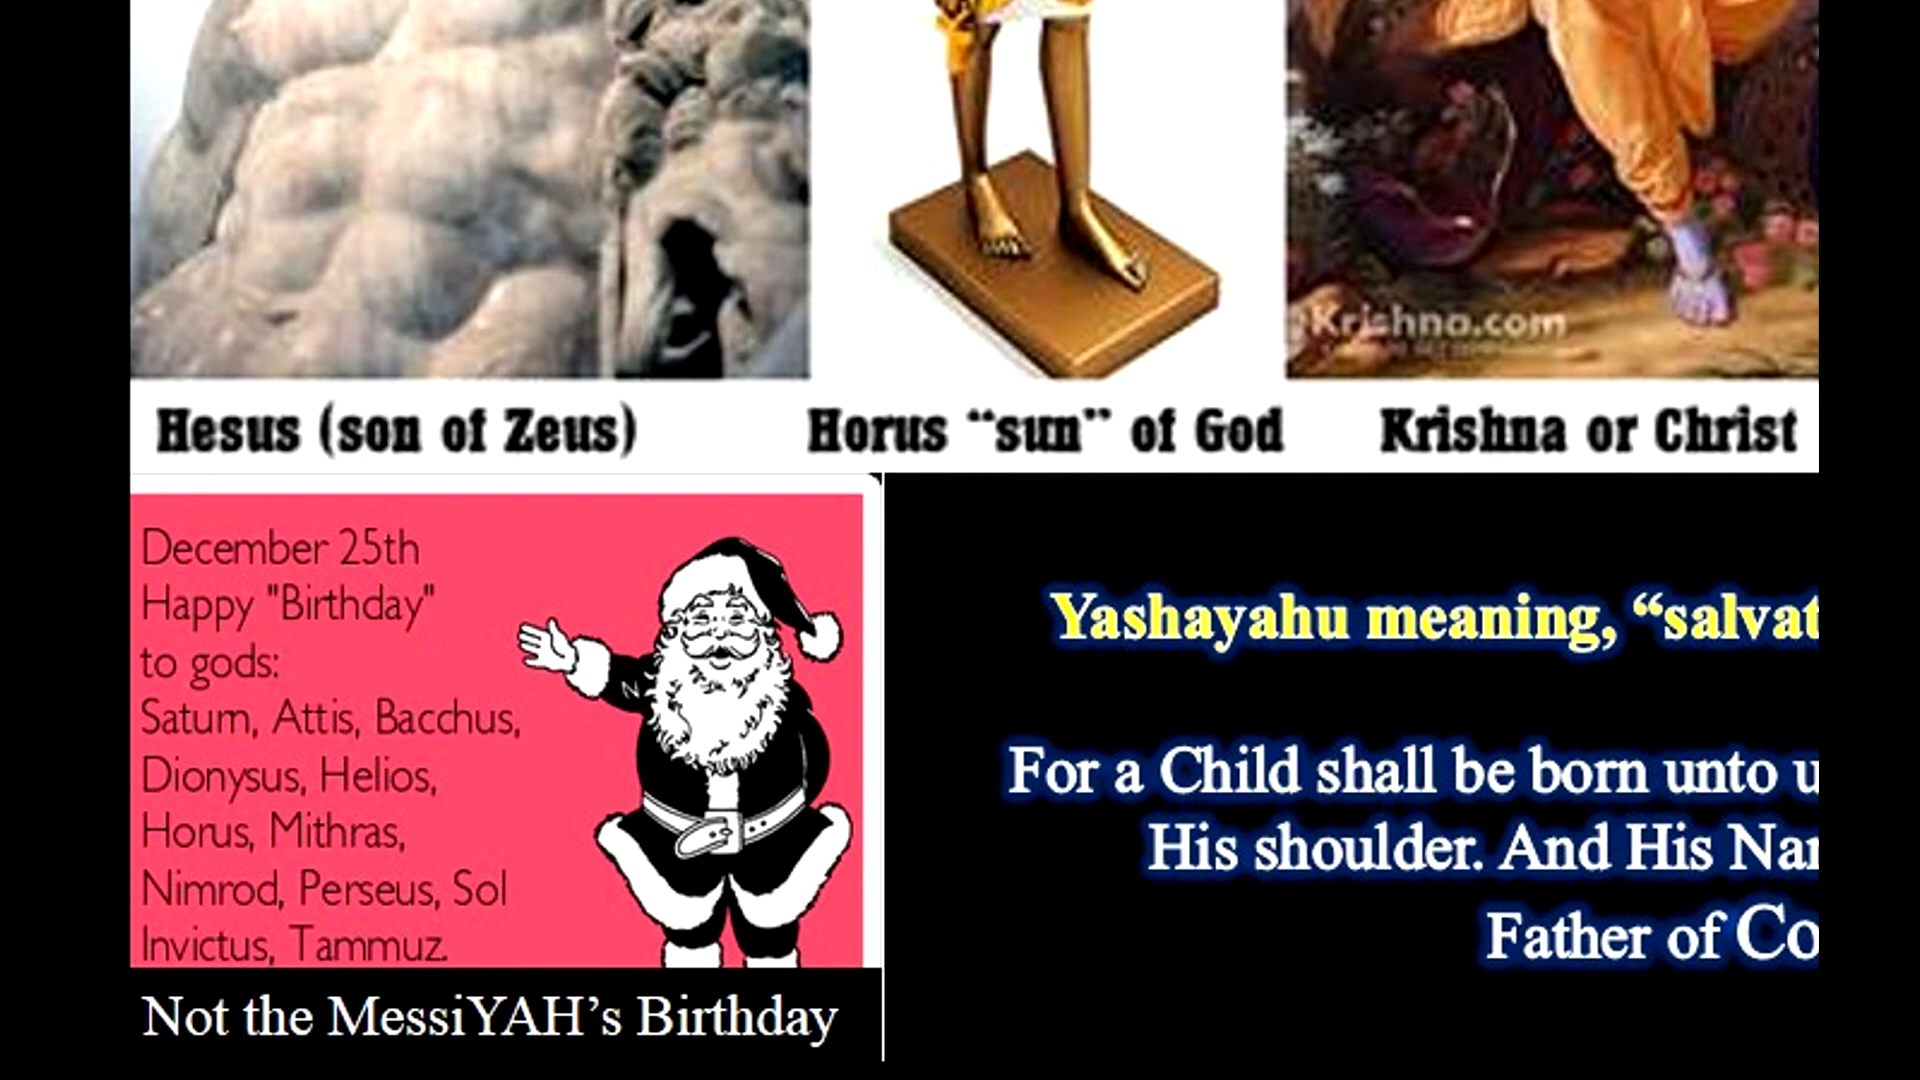 Krishna.com
Hesus (son of Zeus)
Horus “sun” of God
Krishna or Christ
December 25th
Happy "Birthday"
to gods:
Saturn, Attis, Bacchus,
Dionysus, Helios,
Horus, Mithras,
Nimrod, Perseus, Sol
Invictus, Tammuz.
Not the MessiYAH’s Birthday
Yashayahu meaning, “salvat
For a Child shall be born unto u
His shoulder. And His Na
Father of Co